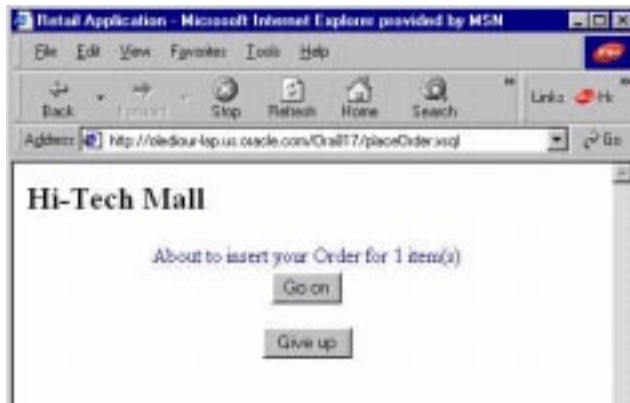 Retail Application - Microsoft Internet Explorer provided by MSN
File Edit View Favorites Tools Help
Back Forward Stop Refresh Home Search Links
Address http://olediour-lap.us.oracle.com/Orail17/placeOrder.xsql Go
Hi-Tech Mall
About to insert your Order for 1 item(s)
Go on
Give up